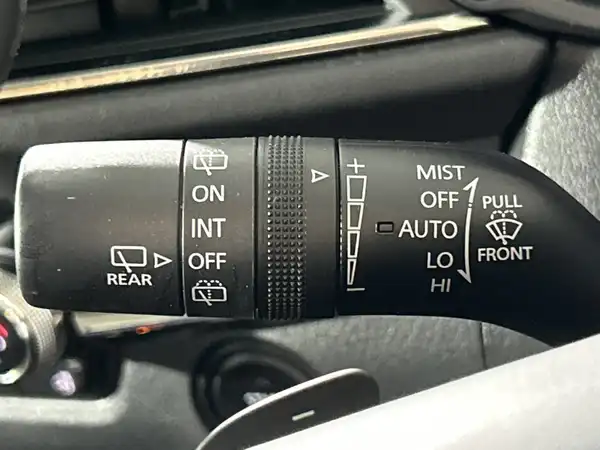 REAR
ON
INT
OFF
+
−
MIST
OFF
AUTO
LO
HI
PULL
FRONT
−